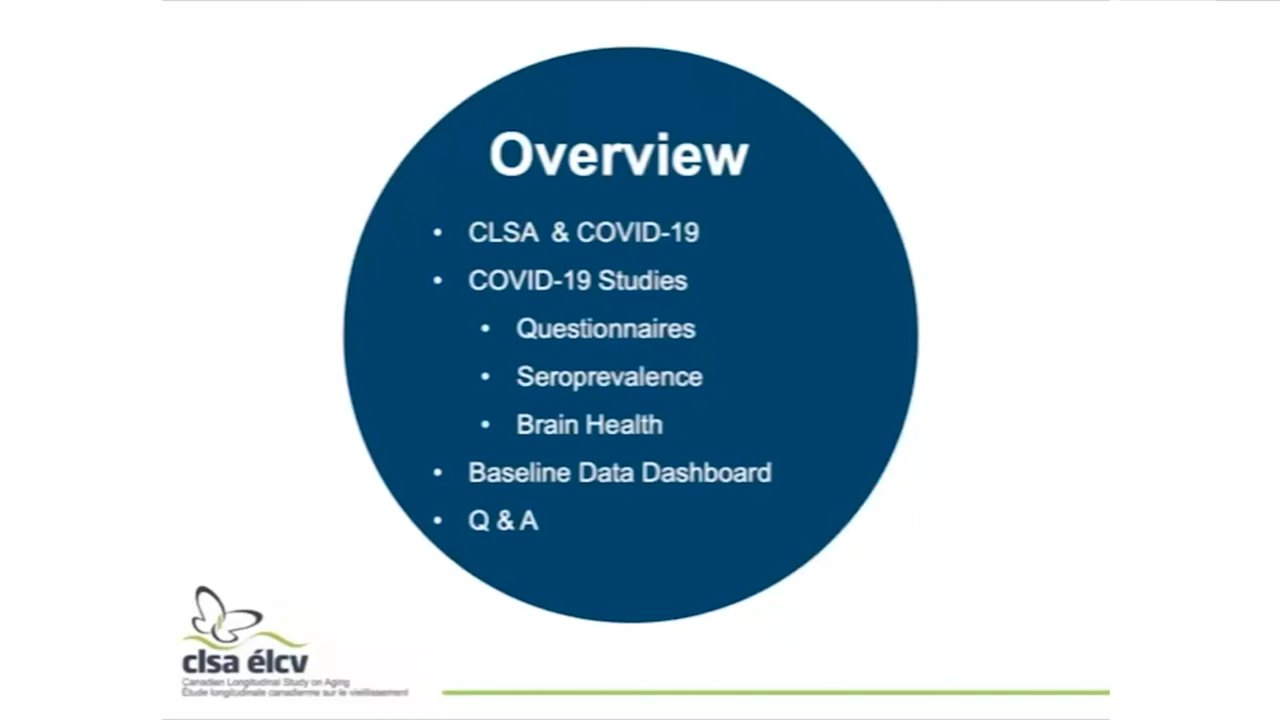 Overview
• CLSA & COVID-19
• COVID-19 Studies
• Questionnaires
• Seroprevalence
• Brain Health
• Baseline Data Dashboard
• Q & A
clsa élcv
Canadian Longitudinal Study on Aging
Étude longitudinale canadienne sur le vieillissement